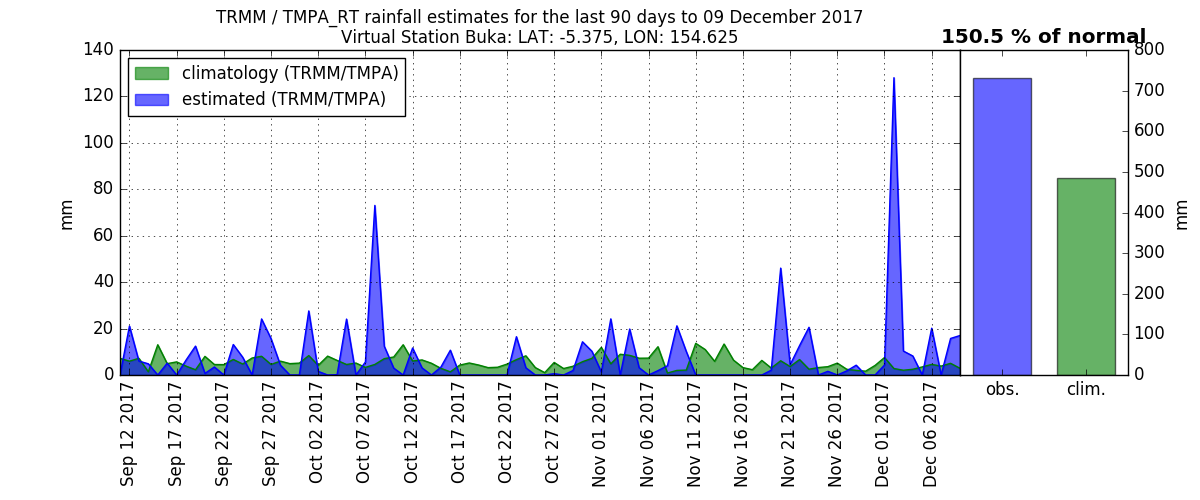 TRMM / TMPA_RT rainfall estimates for the last 90 days to 09 December 2017
Virtual Station Buka: LAT: -5.375, LON: 154.625
150.5 % of normal
climatology (TRMM/TMPA)
estimated (TRMM/TMPA)
140
120
100
80
60
40
20
0
mm
800
700
600
500
400
300
200
100
0
mm
Sep 12 2017
Sep 17 2017
Sep 22 2017
Sep 27 2017
Oct 02 2017
Oct 07 2017
Oct 12 2017
Oct 17 2017
Oct 22 2017
Oct 27 2017
Nov 01 2017
Nov 06 2017
Nov 11 2017
Nov 16 2017
Nov 21 2017
Nov 26 2017
Dec 01 2017
Dec 06 2017
obs.
clim.